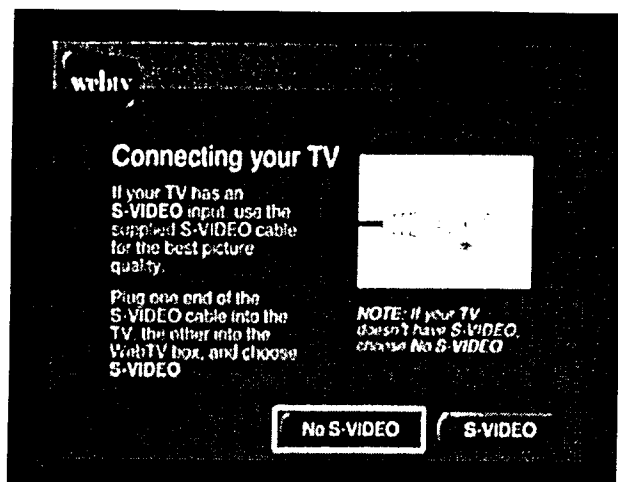 webtv
Connecting your TV
If your TV has an
S-VIDEO input, use the
supplied S-VIDEO cable
for the best picture
quality.
Plug one end of the
S-VIDEO cable into the
TV, the other into the
WebTV box, and choose
S-VIDEO
NOTE: If your TV
doesn't have S-VIDEO,
choose No S-VIDEO
No S-VIDEO
S-VIDEO